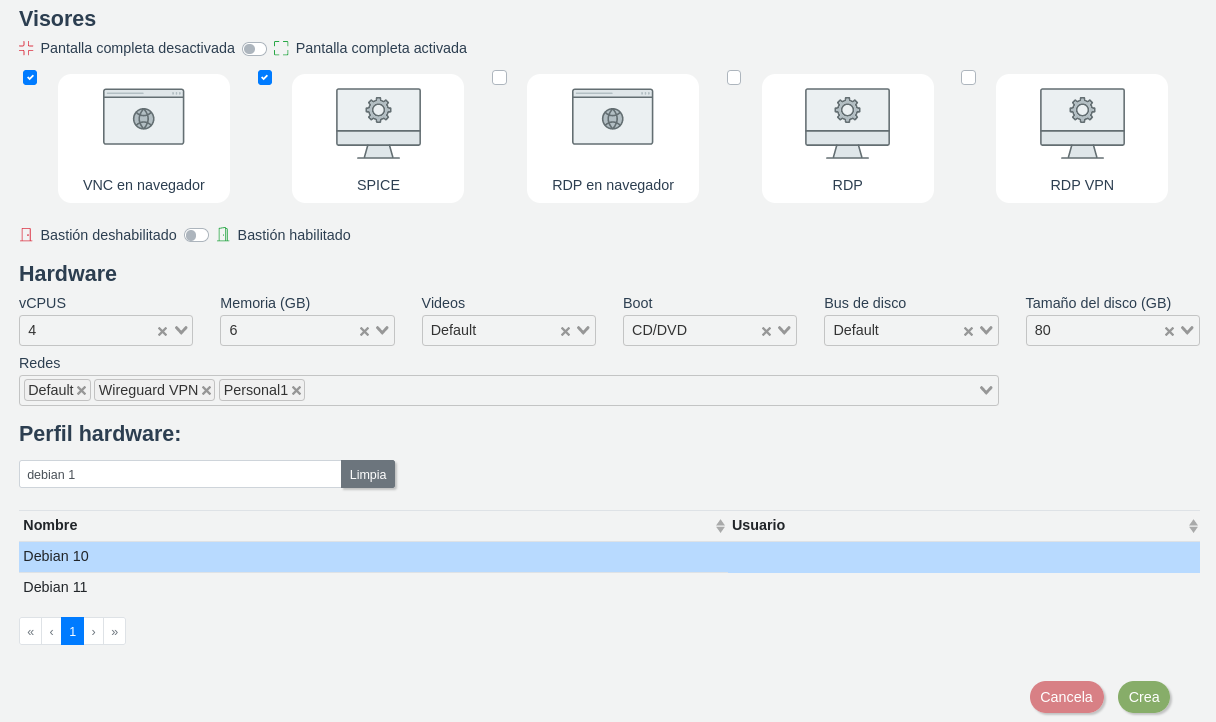 Visores
Pantalla completa desactivada Pantalla completa activada
VNC en navegador SPICE RDP en navegador RDP RDP VPN
Bastión deshabilitado Bastión habilitado
Hardware
vCPUS Memoria (GB) Videos Boot Bus de disco Tamaño del disco (GB)
4 6 Default CD/DVD Default 80
Redes
Default Wireguard VPN Personal1
Perfil hardware:
debian 1 Limpia
Nombre Usuario
Debian 10
Debian 11
« ‹ 1 › »
Cancela Crea